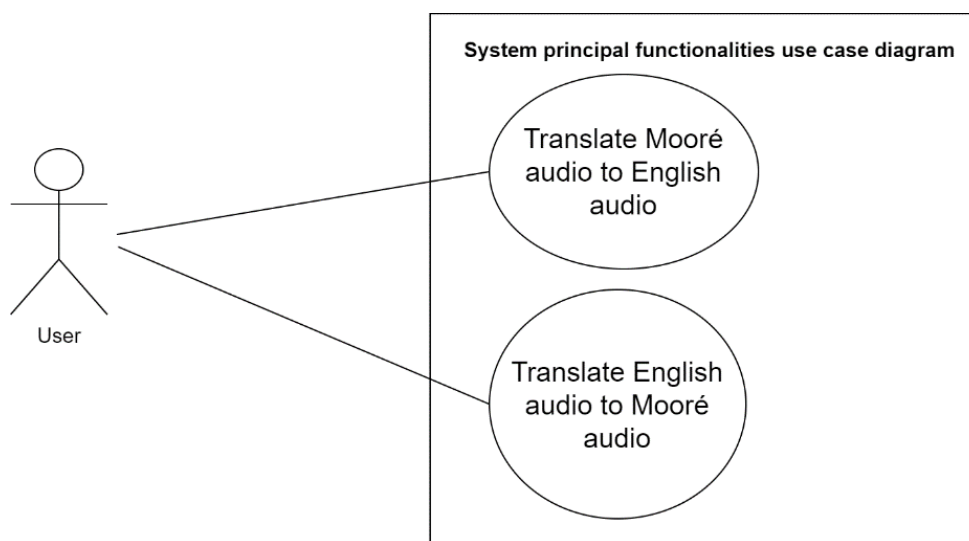 System principal functionalities use case diagram
Translate Mooré
audio to English
audio
User
Translate English
audio to Mooré
audio